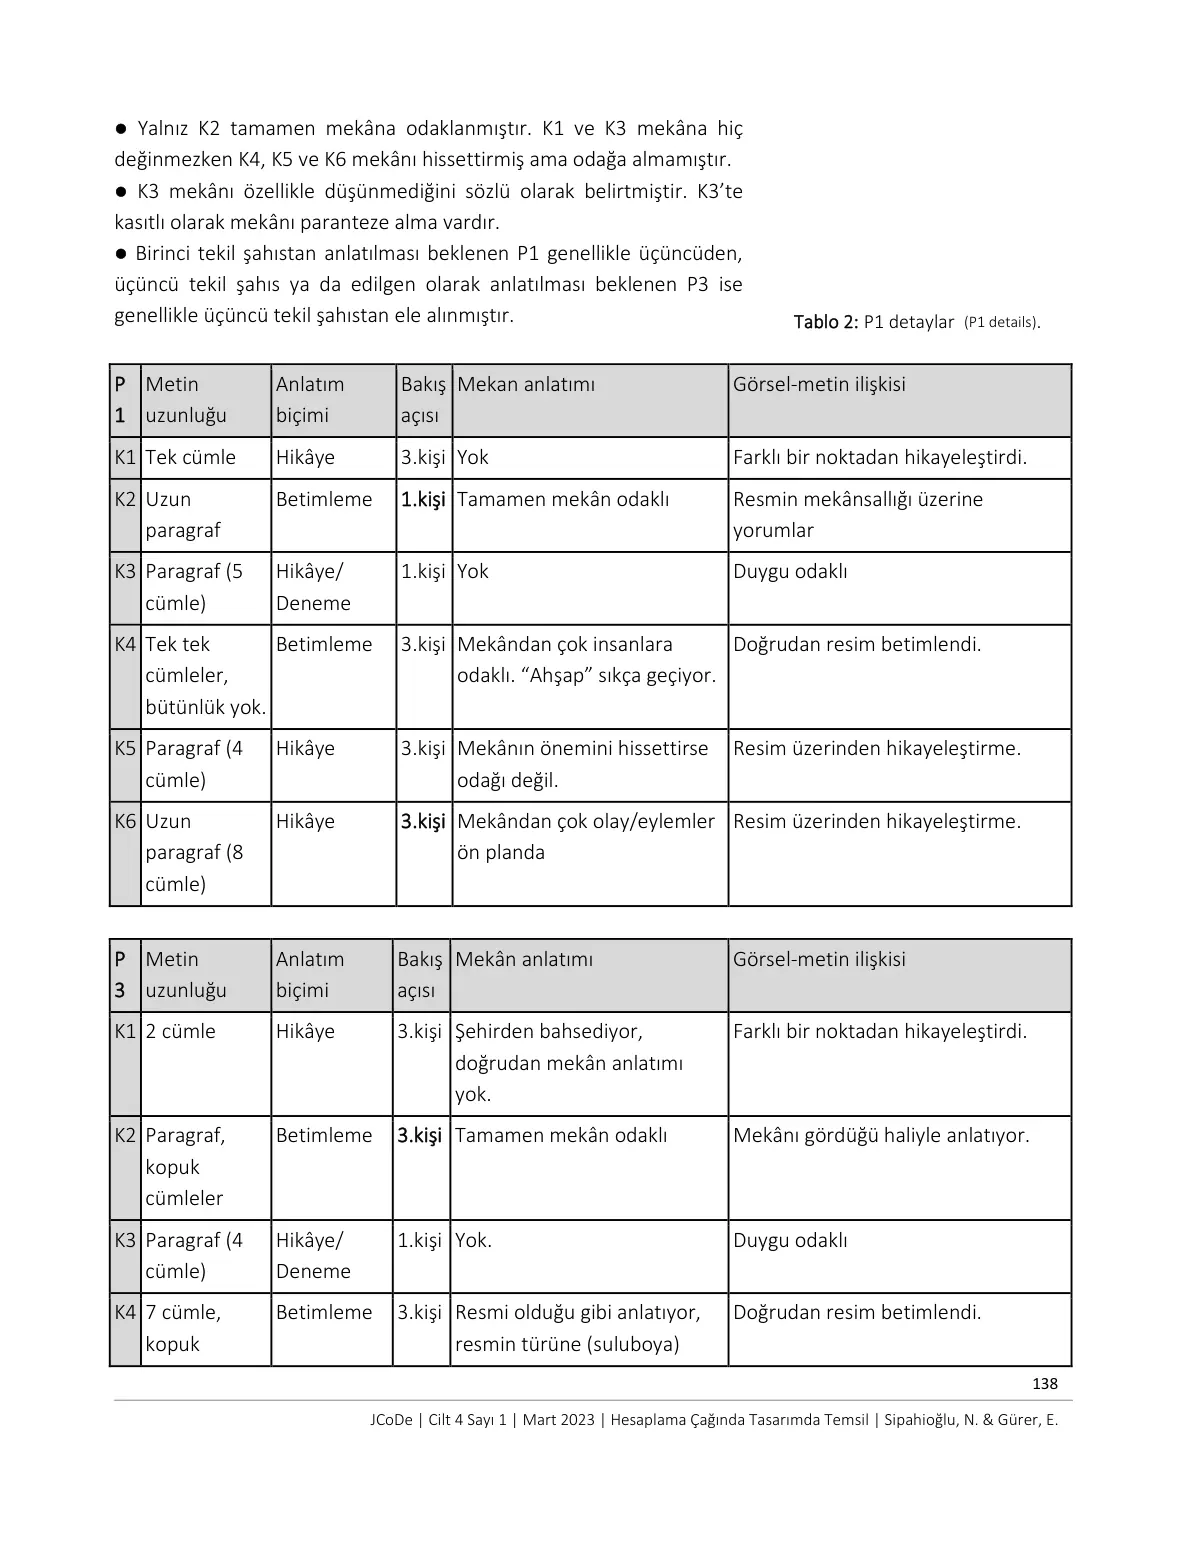 ● Yalnız K2 tamamen mekâna odaklanmıştır. K1 ve K3 mekâna hiç
değinmezken K4, K5 ve K6 mekânı hissettirmiş ama odağa almamıştır.
● K3 mekânı özellikle düşünmediğini sözlü olarak belirtmiştir. K3’te
kasıtlı olarak mekânı paranteze alma vardır.
● Birinci tekil şahıstan anlatılması beklenen P1 genellikle üçüncüden,
üçüncü tekil şahıs ya da edilgen olarak anlatılması beklenen P3 ise
genellikle üçüncü tekil şahıstan ele alınmıştır.
Tablo 2: P1 detaylar (P1 details).
P Metin Anlatım Bakış Mekan anlatımı Görsel-metin ilişkisi
1 uzunluğu biçimi açısı
K1 Tek cümle Hikâye 3.kişi Yok Farklı bir noktadan hikayeleştirdi.
K2 Uzun Betimleme 1.kişi Tamamen mekân odaklı Resmin mekânsallığı üzerine
paragraf yorumlar
K3 Paragraf (5 Hikâye/ 1.kişi Yok Duygu odaklı
cümle) Deneme
K4 Tek tek Betimleme 3.kişi Mekândan çok insanlara Doğrudan resim betimlendi.
cümleler, odaklı. “Ahşap” sıkça geçiyor.
bütünlük yok.
K5 Paragraf (4 Hikâye 3.kişi Mekânın önemini hissettirse Resim üzerinden hikayeleştirme.
cümle) odağı değil.
K6 Uzun Hikâye 3.kişi Mekândan çok olay/eylemler Resim üzerinden hikayeleştirme.
paragraf (8 ön planda
cümle)
P Metin Anlatım Bakış Mekân anlatımı Görsel-metin ilişkisi
3 uzunluğu biçimi açısı
K1 2 cümle Hikâye 3.kişi Şehirden bahsediyor, Farklı bir noktadan hikayeleştirdi.
doğrudan mekân anlatımı
yok.
K2 Paragraf, Betimleme 3.kişi Tamamen mekân odaklı Mekânı gördüğü haliyle anlatıyor.
kopuk
cümleler
K3 Paragraf (4 Hikâye/ 1.kişi Yok. Duygu odaklı
cümle) Deneme
K4 7 cümle, Betimleme 3.kişi Resmi olduğu gibi anlatıyor, Doğrudan resim betimlendi.
kopuk resmin türüne (suluboya)
138
JCoDe | Cilt 4 Sayı 1 | Mart 2023 | Hesaplama Çağında Tasarımda Temsil | Sipahioğlu, N. & Gürer, E.